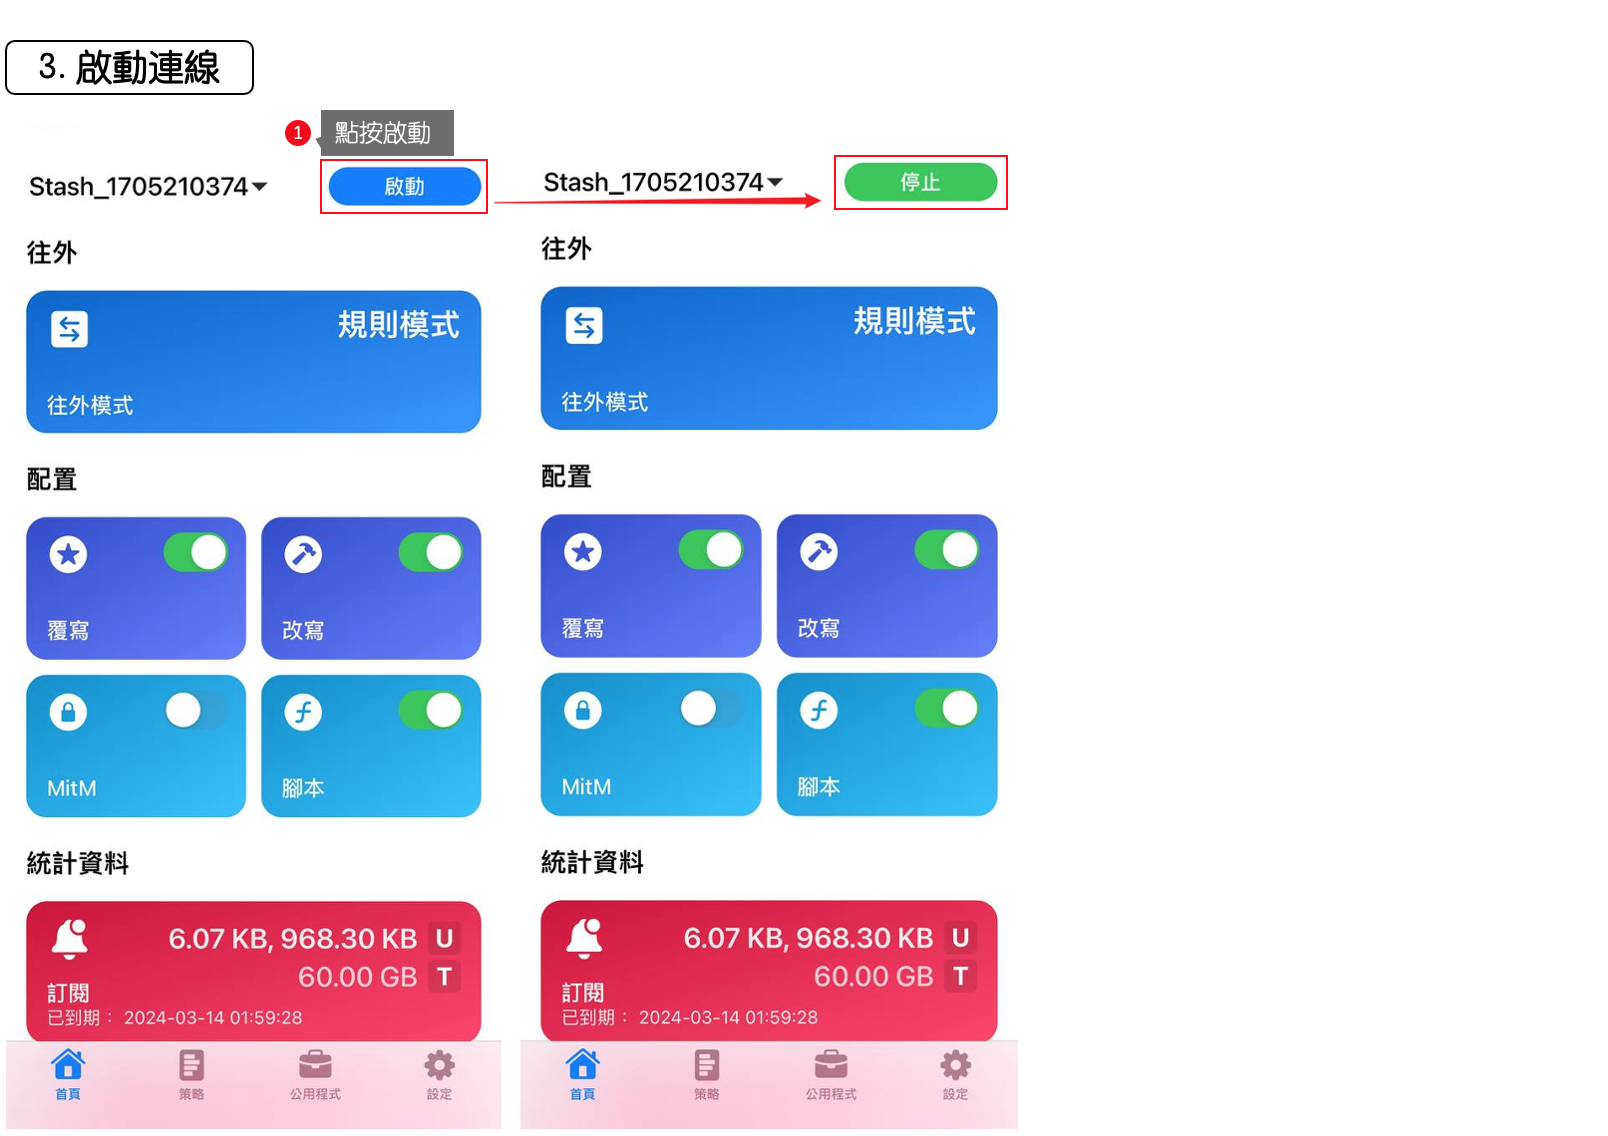 3. 啟動連線
1 點按啟動
Stash_1705210374
啟動
往外
規則模式
往外模式
配置
覆寫
改寫
MitM
腳本
統計資料
6.07 KB, 968.30 KB U
60.00 GB T
訂閱
已到期： 2024-03-14 01:59:28
首頁
策略
公用程式
設定
Stash_1705210374
停止
往外
規則模式
往外模式
配置
覆寫
改寫
MitM
腳本
統計資料
6.07 KB, 968.30 KB U
60.00 GB T
訂閱
已到期： 2024-03-14 01:59:28
首頁
策略
公用程式
設定